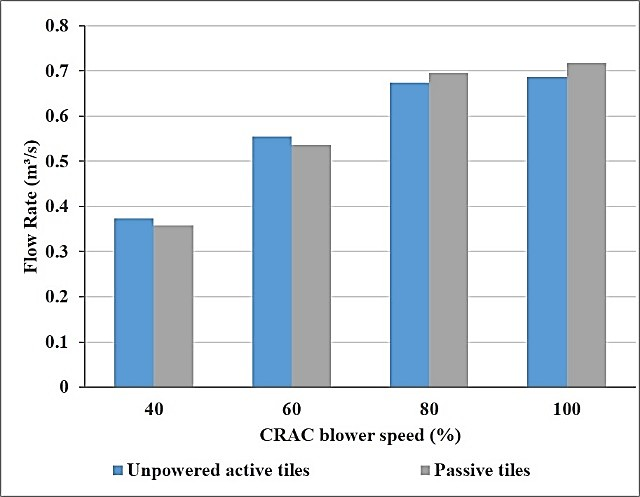 0.8
0.7
0.6
0.5
0.4
0.3
0.2
0.1
0
Flow Rate (m³/s)
40 60 80 100
CRAC blower speed (%)
Unpowered active tiles Passive tiles